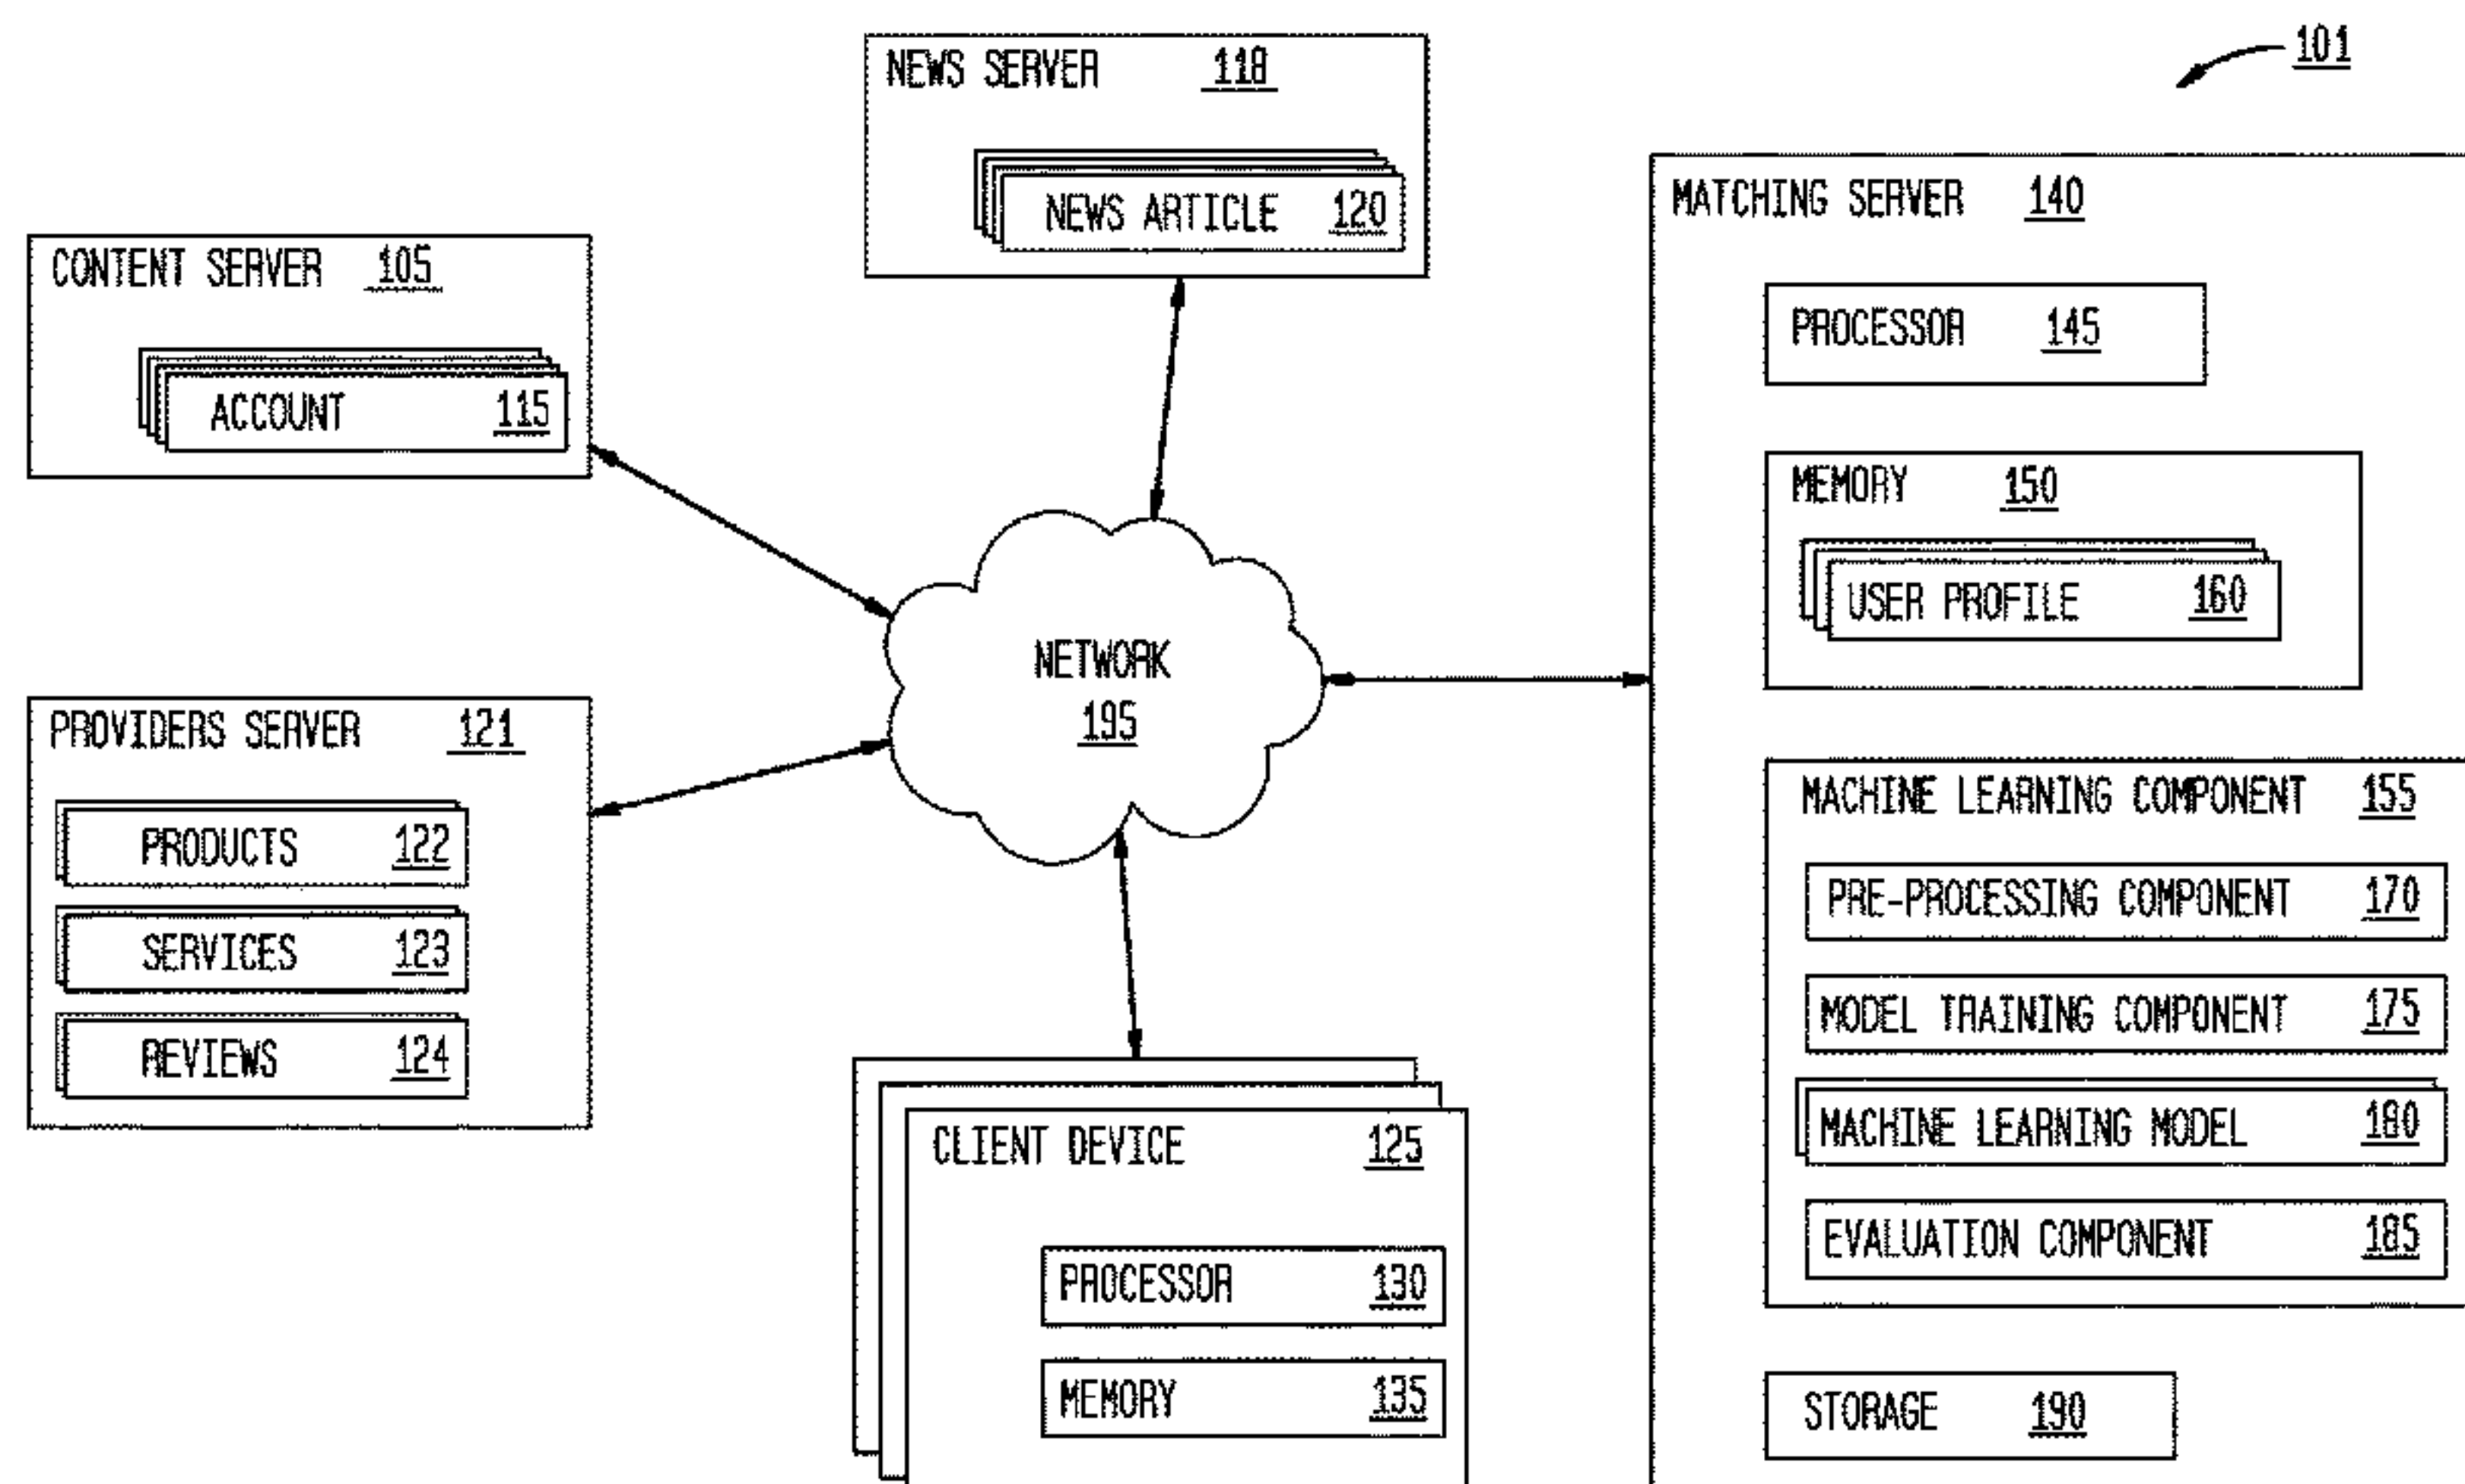 101
NEWS SERVER 118
NEWS ARTICLE 120
CONTENT SERVER 105
ACCOUNT 115
PROVIDERS SERVER 121
PRODUCTS 122
SERVICES 123
REVIEWS 124
NETWORK
195
CLIENT DEVICE 125
PROCESSOR 130
MEMORY 135
MATCHING SERVER 140
PROCESSOR 145
MEMORY 150
USER PROFILE 160
MACHINE LEARNING COMPONENT 155
PRE-PROCESSING COMPONENT 170
MODEL TRAINING COMPONENT 175
MACHINE LEARNING MODEL 180
EVALUATION COMPONENT 185
STORAGE 190